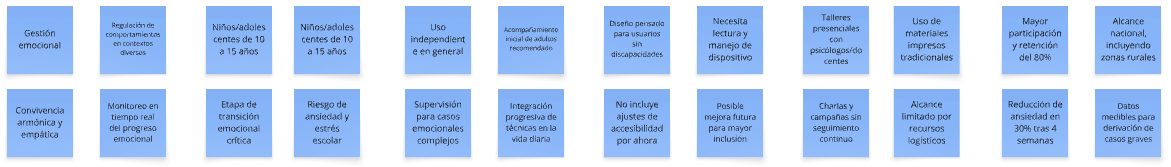 Gestión
emocional
Regulación de
comportamientos
en contextos
diversos
Niños/adoles
centes de 10
a 15 años
Niños/adoles
centes de 10
a 15 años
Uso
independient
e en general
Acompañamiento
inicial de adultos
recomendado
Diseño pensado
para usuarios
sin
discapacidades
Necesita
lectura y
manejo de
dispositivo
Talleres
presenciales
con
psicólogos/do
centes
Uso de
materiales
impresos
tradicionales
Mayor
participación
y retención
del 80%
Alcance
nacional,
incluyendo
zonas rurales
Convivencia
armónica y
empática
Monitoreo en
tiempo real
del progreso
emocional
Etapa de
transición
emocional
crítica
Riesgo de
ansiedad y
estrés
escolar
Supervisión
para casos
emocionales
complejos
Integración
progresiva de
técnicas en la
vida diaria
No incluye
ajustes de
accesibilidad
por ahora
Posible
mejora futura
para mayor
inclusión
Charlas y
campañas sin
seguimiento
continuo
Alcance
limitado por
recursos
logísticos
Reducción de
ansiedad en
30% tras 4
semanas
Datos
medibles para
derivación de
casos graves